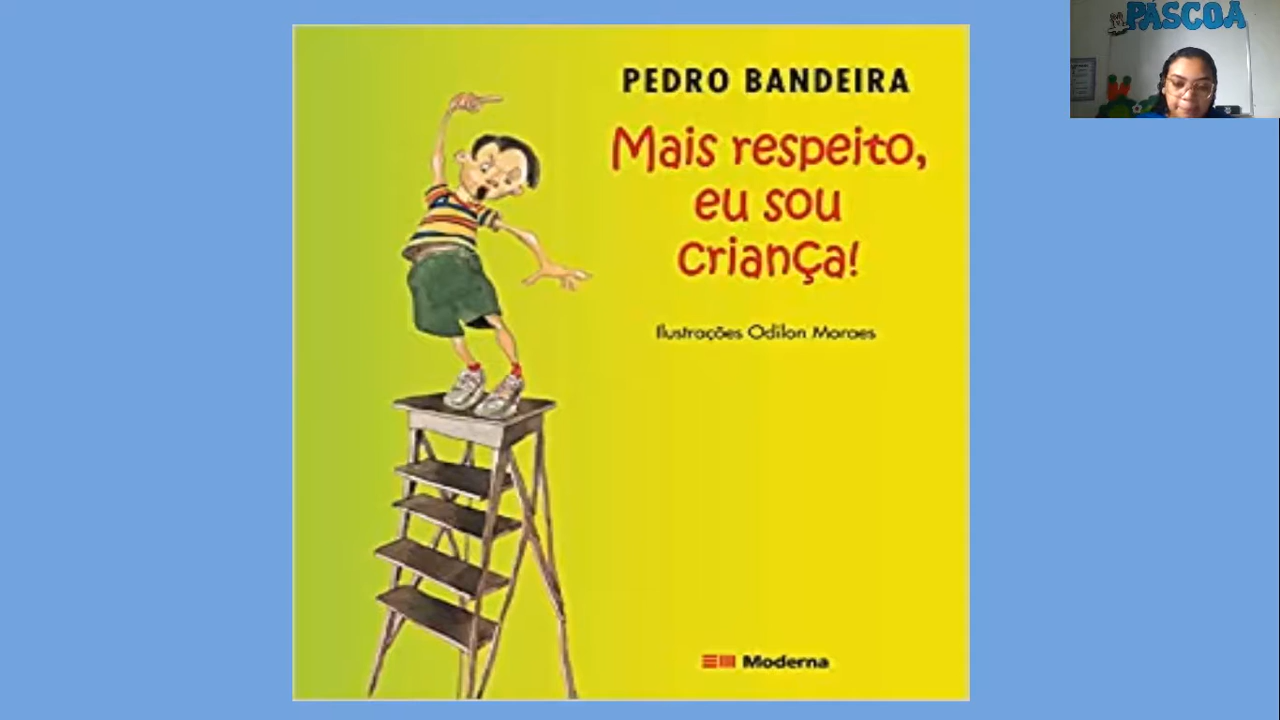 PÁSCOA
PEDRO BANDEIRA
Mais respeito,
eu sou
criança!
Ilustrações Odilon Moraes
Moderna